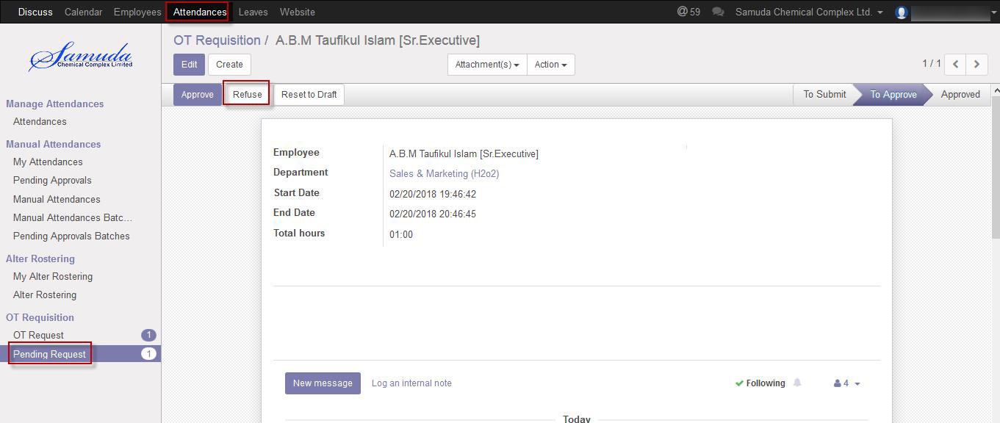 Discuss Calendar Employees Attendances Leaves Website @ 59 Samuda Chemical Complex Ltd.
Samuda
Chemical Complex Limited
OT Requisition / A.B.M Taufikul Islam [Sr.Executive]
Edit Create Attachment(s) Action 1 / 1
Approve Refuse Reset to Draft To Submit To Approve Approved
Manage Attendances
Attendances
Manual Attendances
My Attendances
Pending Approvals
Manual Attendances
Manual Attendances Batc...
Pending Approvals Batches
Alter Rostering
My Alter Rostering
Alter Rostering
OT Requisition
OT Request 1
Pending Request 1
Employee A.B.M Taufikul Islam [Sr.Executive]
Department Sales & Marketing (H2o2)
Start Date 02/20/2018 19:46:42
End Date 02/20/2018 20:46:45
Total hours 01:00
New message Log an internal note Following 4
Today